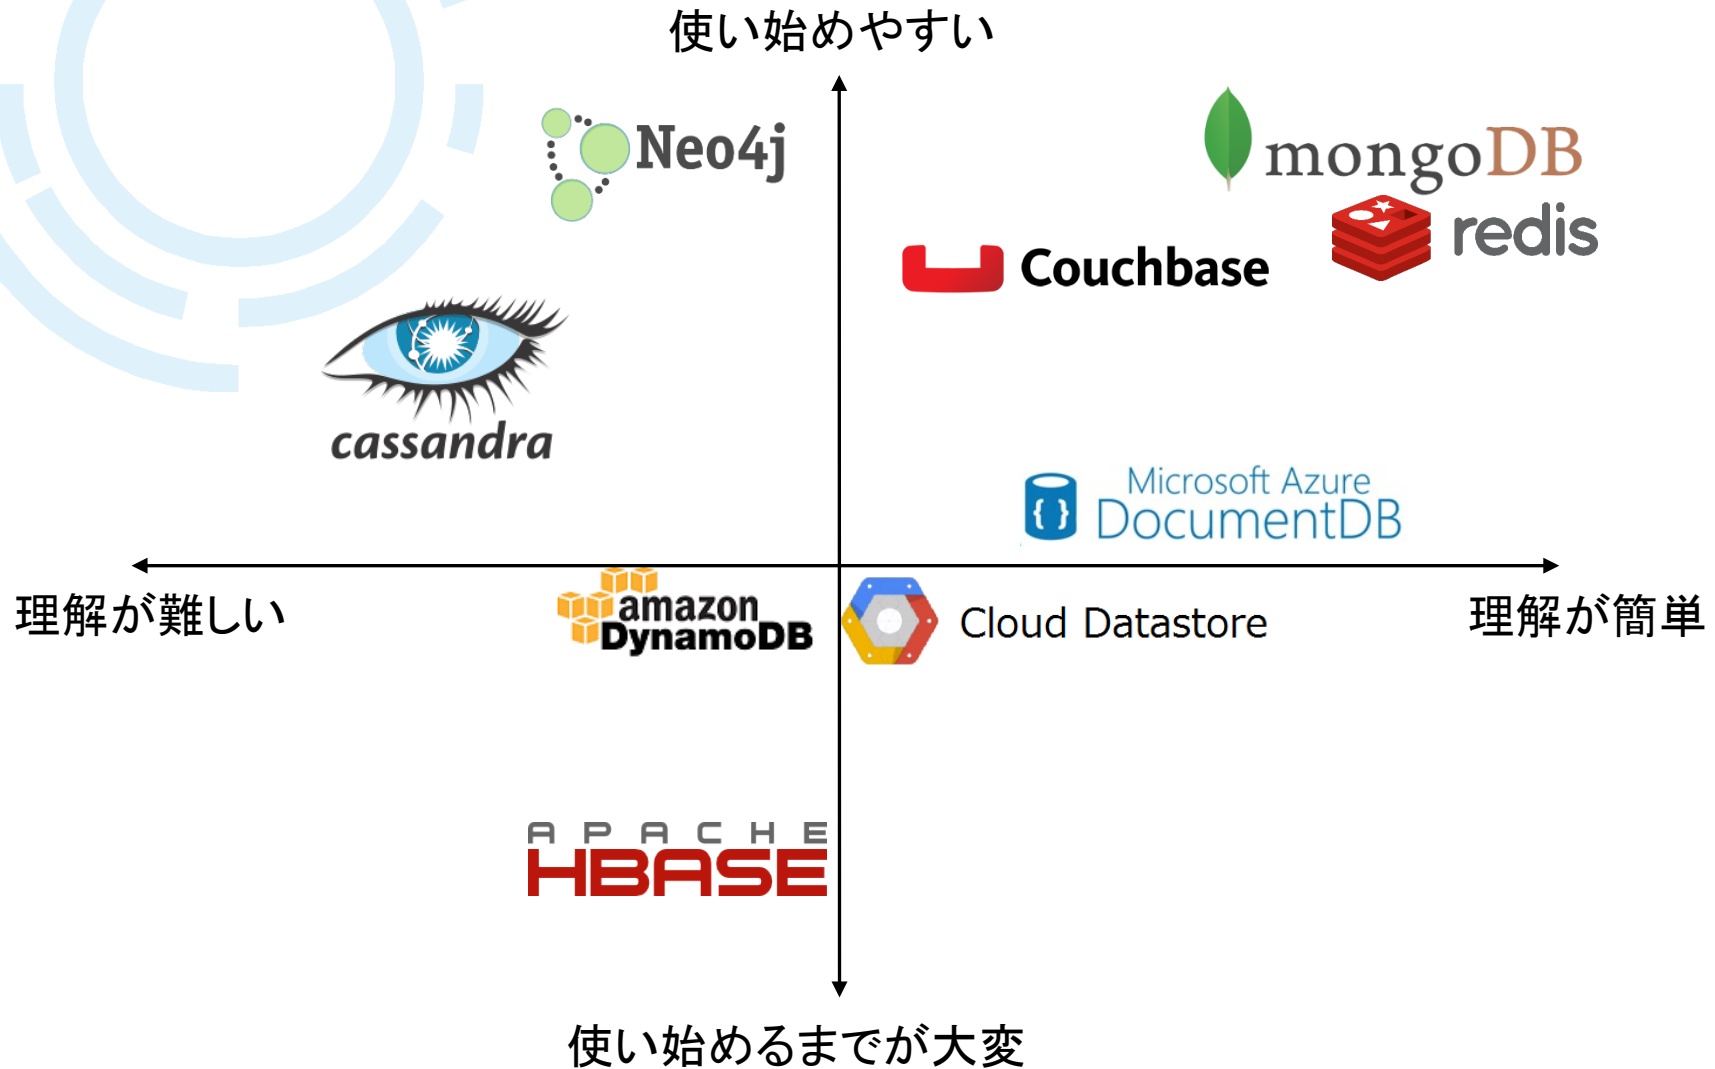 使い始めやすい
Neo4j
mongoDB
redis
Couchbase
cassandra
Microsoft Azure
DocumentDB
理解が難しい
amazon
DynamoDB
Cloud Datastore
理解が簡単
APACHE
HBASE
使い始めるまでが大変